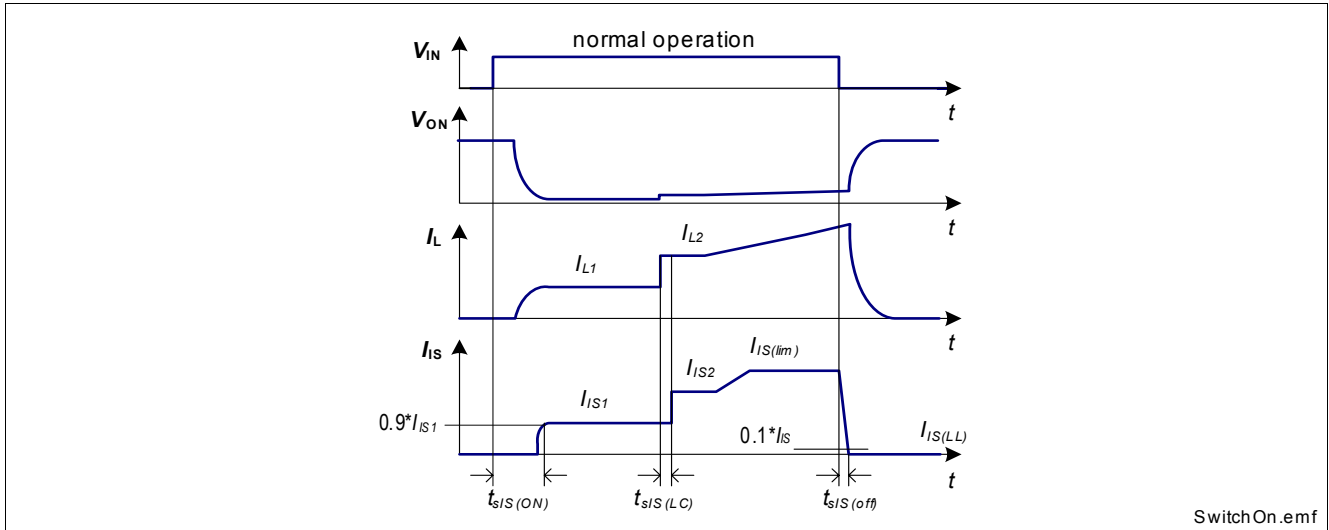 normal operation
VIN
t
VON
t
IL
IL1
IL2
t
IIS
IIS1
IIS2
IIS(lim)
0.9*IIS1
0.1*IIS
IIS(LL)
t
tsIS(ON)
tsIS(LC)
tsIS(off)
SwitchOn.emf